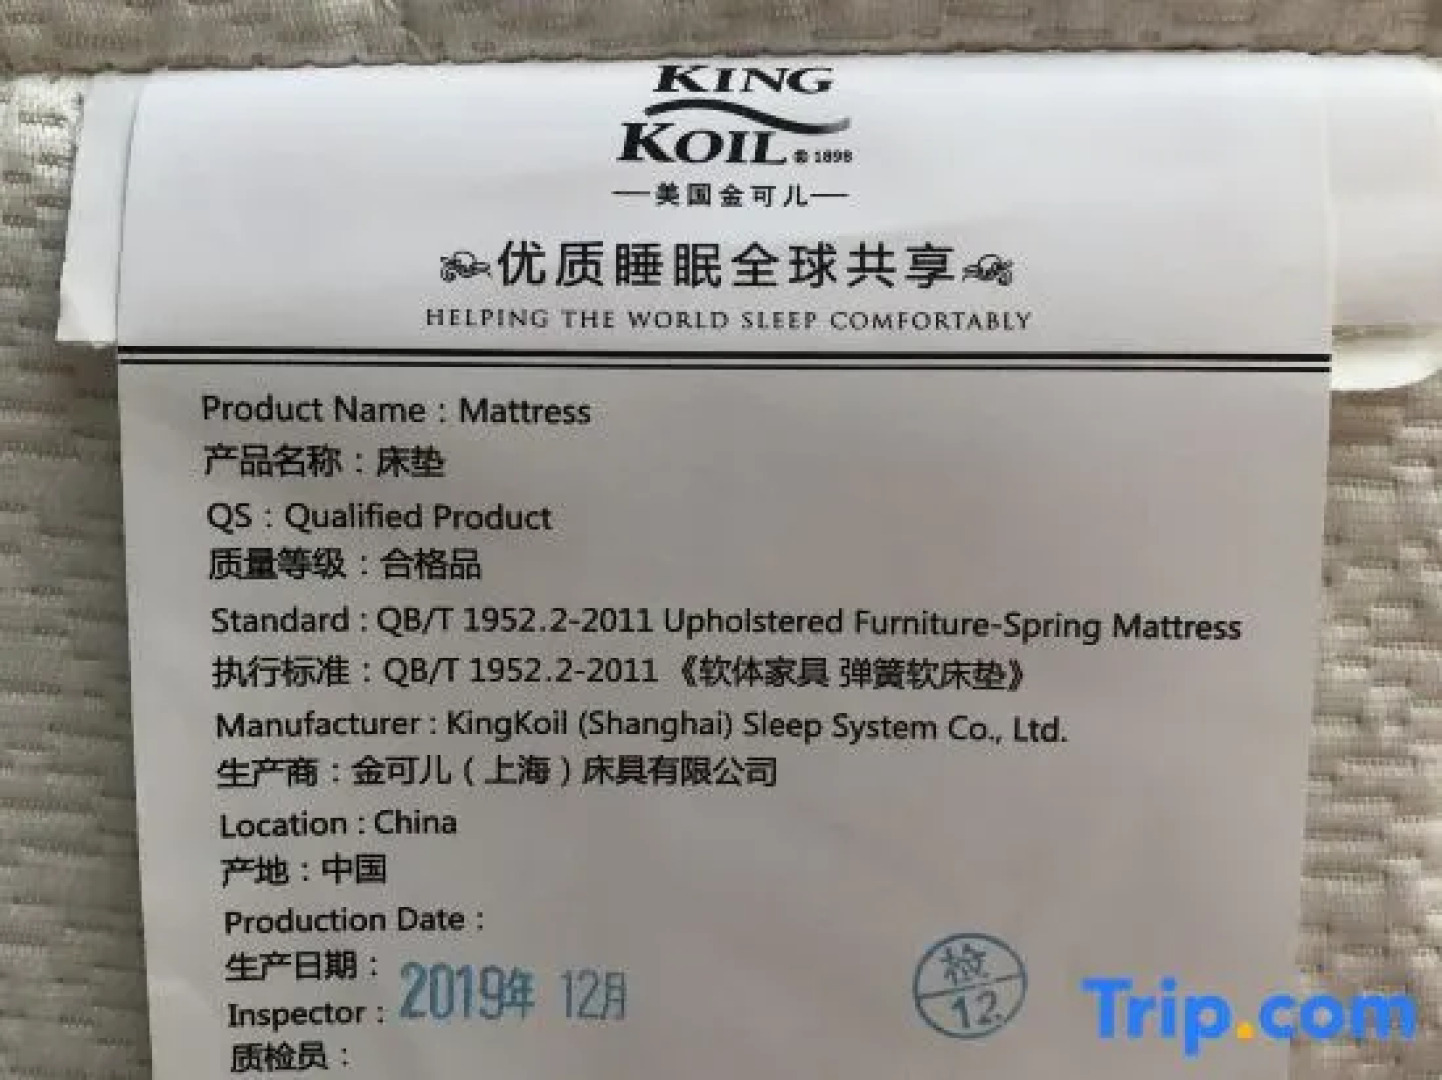 KING
KOIL ® 1898
美国金可儿
优质睡眠全球共享
HELPING THE WORLD SLEEP COMFORTABLY
Product Name : Mattress
产品名称：床垫
QS : Qualified Product
质量等级：合格品
Standard : QB/T 1952.2-2011 Upholstered Furniture-Spring Mattress
执行标准：QB/T 1952.2-2011 《软体家具 弹簧软床垫》
Manufacturer : KingKoil (Shanghai) Sleep System Co., Ltd.
生产商：金可儿（上海）床具有限公司
Location : China
产地：中国
Production Date :
生产日期： 2019年 12月
Inspector :
质检员：
检
12
Trip.com